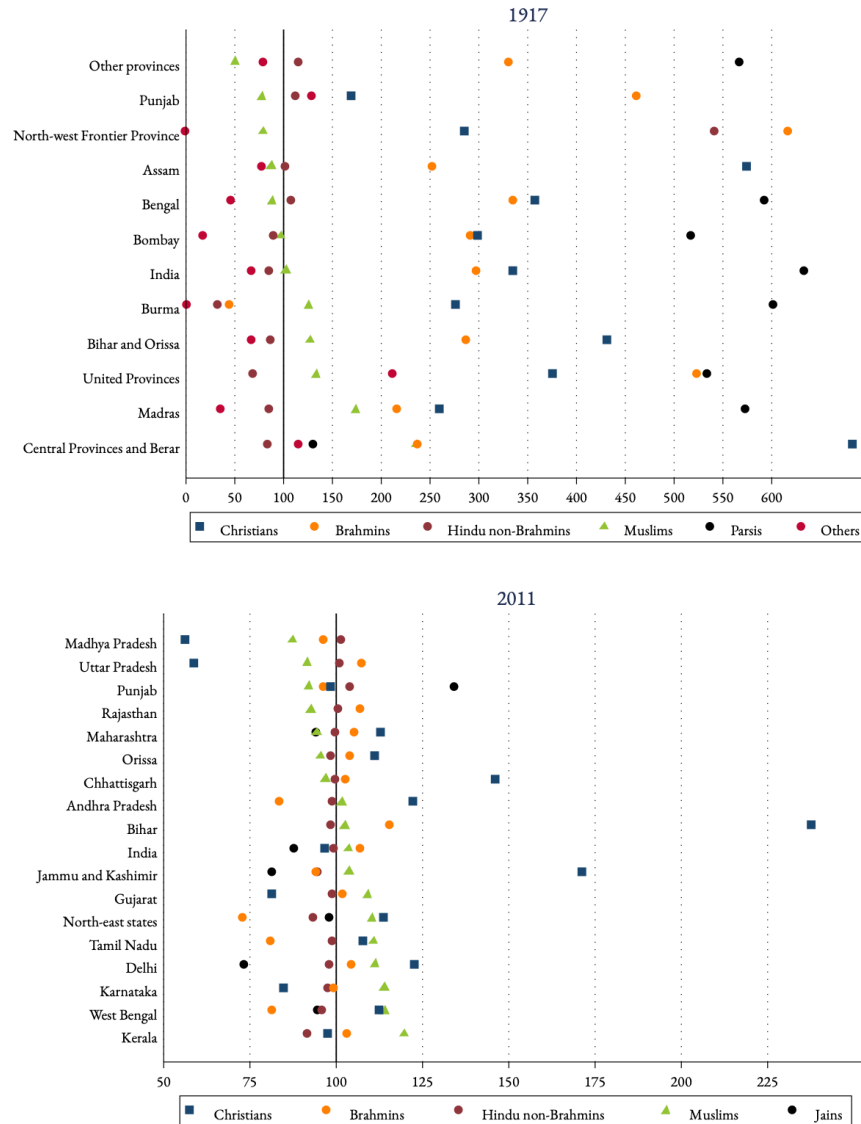 1917
Other provinces
Punjab
North-west Frontier Province
Assam
Bengal
Bombay
India
Burma
Bihar and Orissa
United Provinces
Madras
Central Provinces and Berar
0 50 100 150 200 250 300 350 400 450 500 550 600
Christians Brahmins Hindu non-Brahmins Muslims Parsis Others
2011
Madhya Pradesh
Uttar Pradesh
Punjab
Rajasthan
Maharashtra
Orissa
Chhattisgarh
Andhra Pradesh
Bihar
India
Jammu and Kashimir
Gujarat
North-east states
Tamil Nadu
Delhi
Karnataka
West Bengal
Kerala
50 75 100 125 150 175 200 225
Christians Brahmins Hindu non-Brahmins Muslims Jains